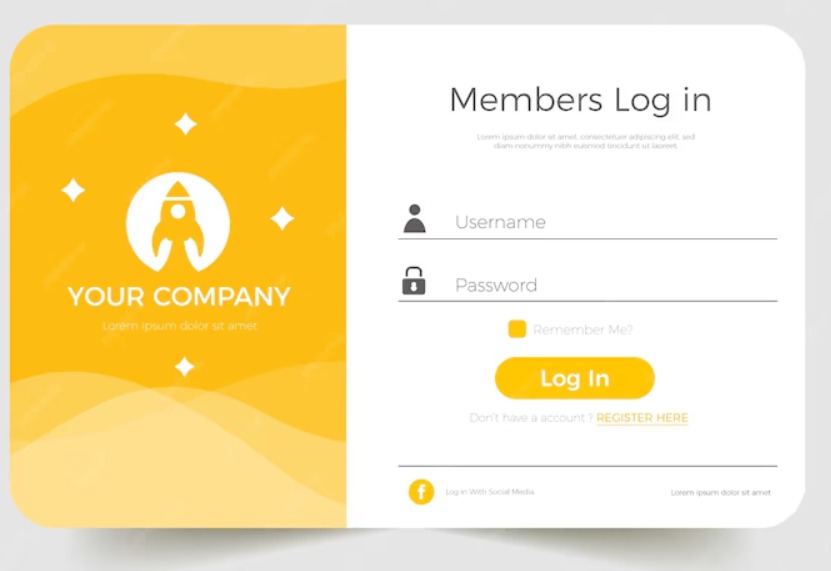 YOUR COMPANY
Lorem ipsum dolor sit amet
Members Log in
Lorem ipsum dolor sit amet, consectetuer adipiscing elit, sed
diam nonummy nibh euismod tincidunt ut laoreet
Username
Password
Remember Me?
Log In
Don't have a account ? REGISTER HERE
f
Log in With Social Media
Lorem ipsum dolor sit amet